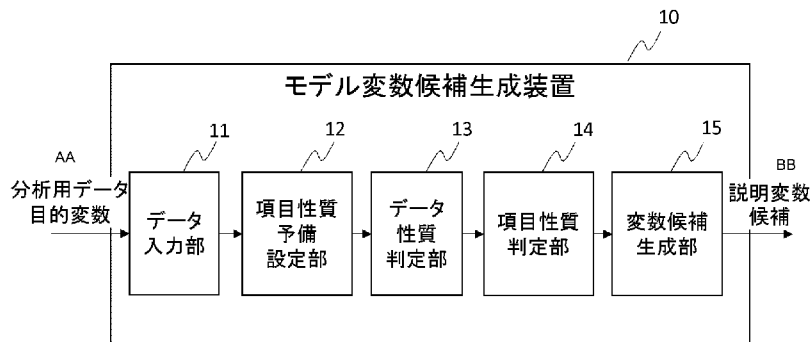 10
モデル変数候補生成装置
11
12
13
14
15
AA
分析用データ
目的変数
データ
入力部
項目性質
予備
設定部
データ
性質
判定部
項目性質
判定部
変数候補
生成部
BB
説明変数
候補